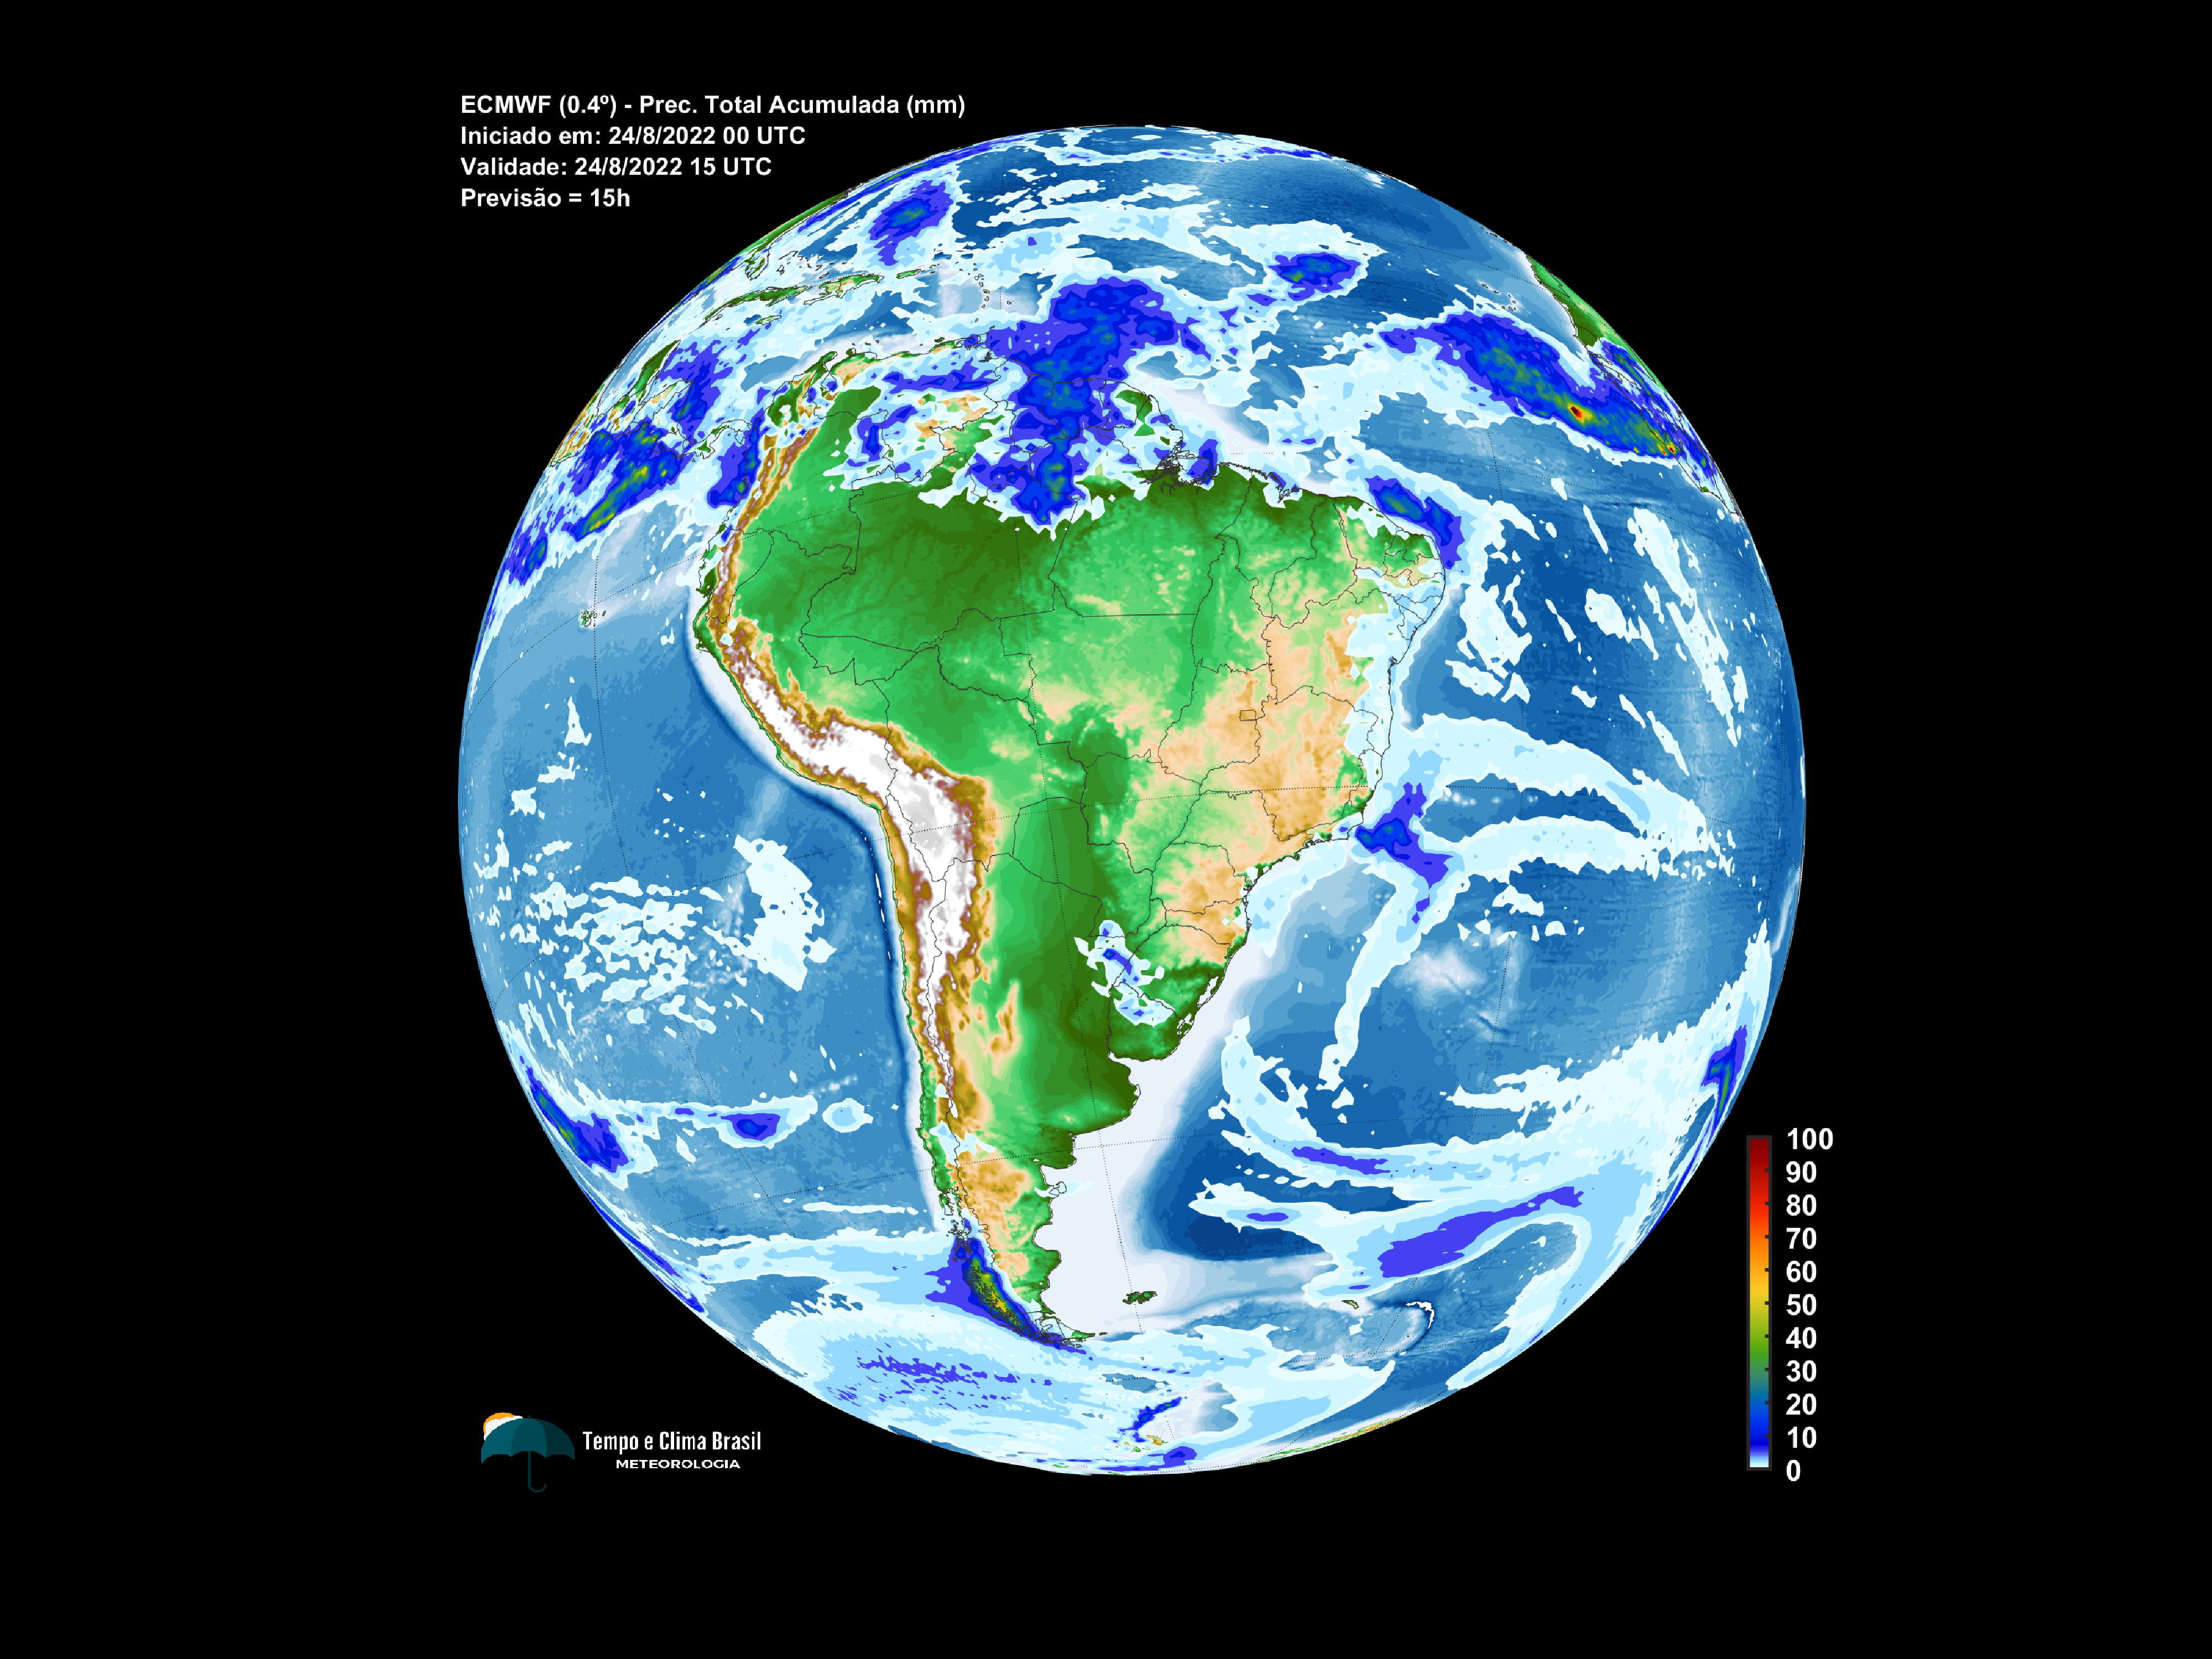 ECMWF (0.4º) - Prec. Total Acumulada (mm)
Iniciado em: 24/8/2022 00 UTC
Validade: 24/8/2022 15 UTC
Previsão = 15h
100
90
80
70
60
50
40
30
20
10
0
Tempo e Clima Brasil
METEOROLOGIA